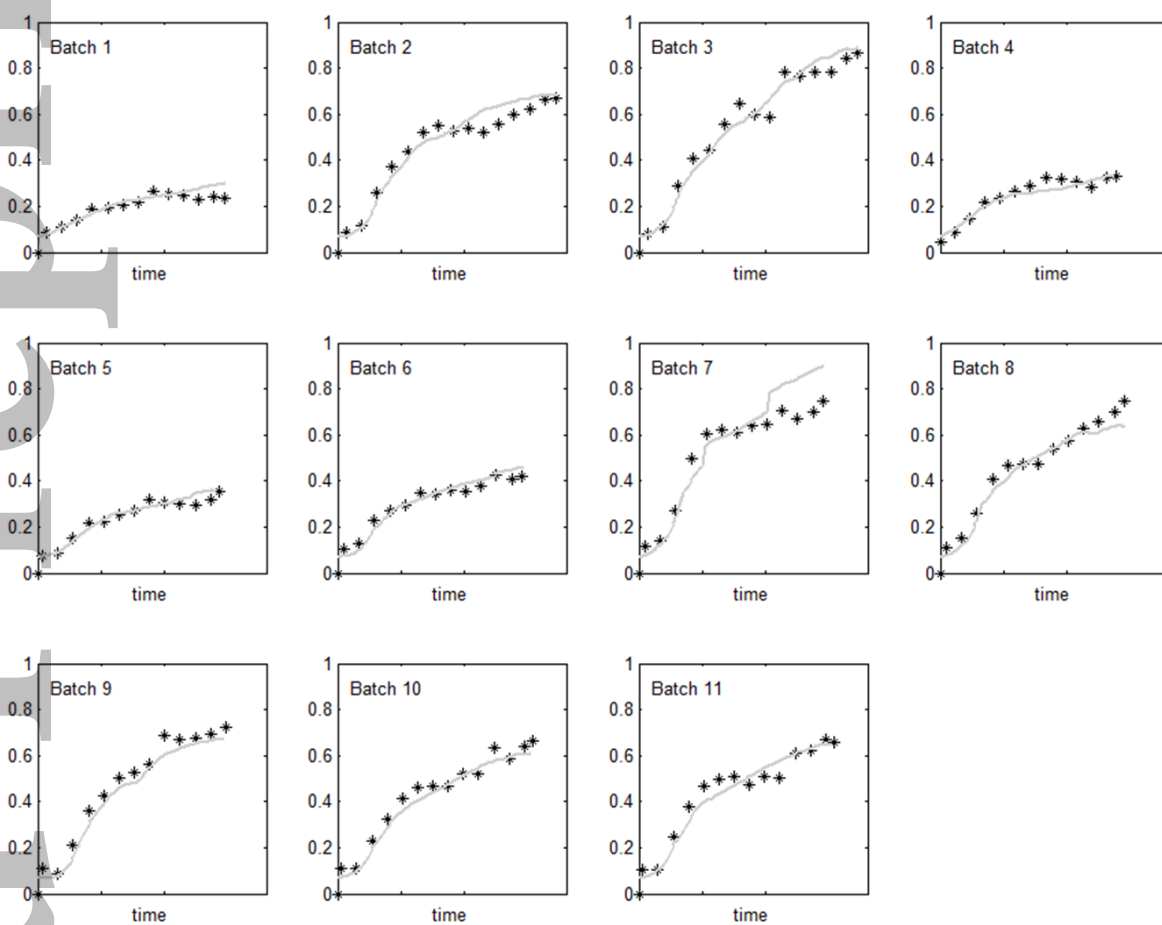 1 1 1 1
Batch 1 Batch 2 Batch 3 Batch 4
0.8 0.8 0.8 0.8
0.6 0.6 0.6 0.6
0.4 0.4 0.4 0.4
0.2 0.2 0.2 0.2
0 0 0 0
time time time time
1 1 1 1
Batch 5 Batch 6 Batch 7 Batch 8
0.8 0.8 0.8 0.8
0.6 0.6 0.6 0.6
0.4 0.4 0.4 0.4
0.2 0.2 0.2 0.2
0 0 0 0
time time time time
1 1 1
Batch 9 Batch 10 Batch 11
0.8 0.8 0.8
0.6 0.6 0.6
0.4 0.4 0.4
0.2 0.2 0.2
0 0 0
time time time